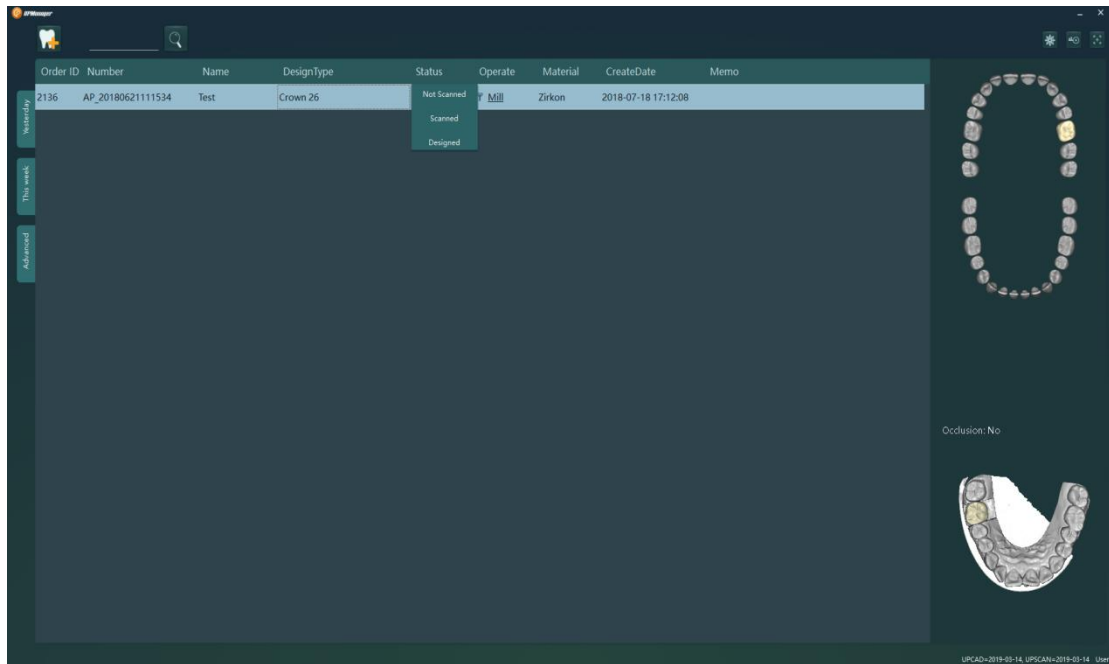 UPManager
Order ID Number Name DesignType Status Operate Material CreateDate Memo
2136 AP_20180621111534 Test Crown 26 Mill Zirkon 2018-07-18 17:12:08
Not Scanned
Scanned
Designed
Yesterday
This week
Advanced
Occlusion: No
UPCAD=2019-03-14, UPSCAN=2019-03-14 User